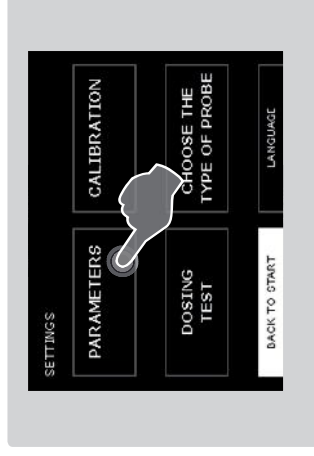 SETTINGS
PARAMETERS
CALIBRATION
DOSING
TEST
CHOOSE THE
TYPE OF PROBE
BACK TO START
LANGUAGE